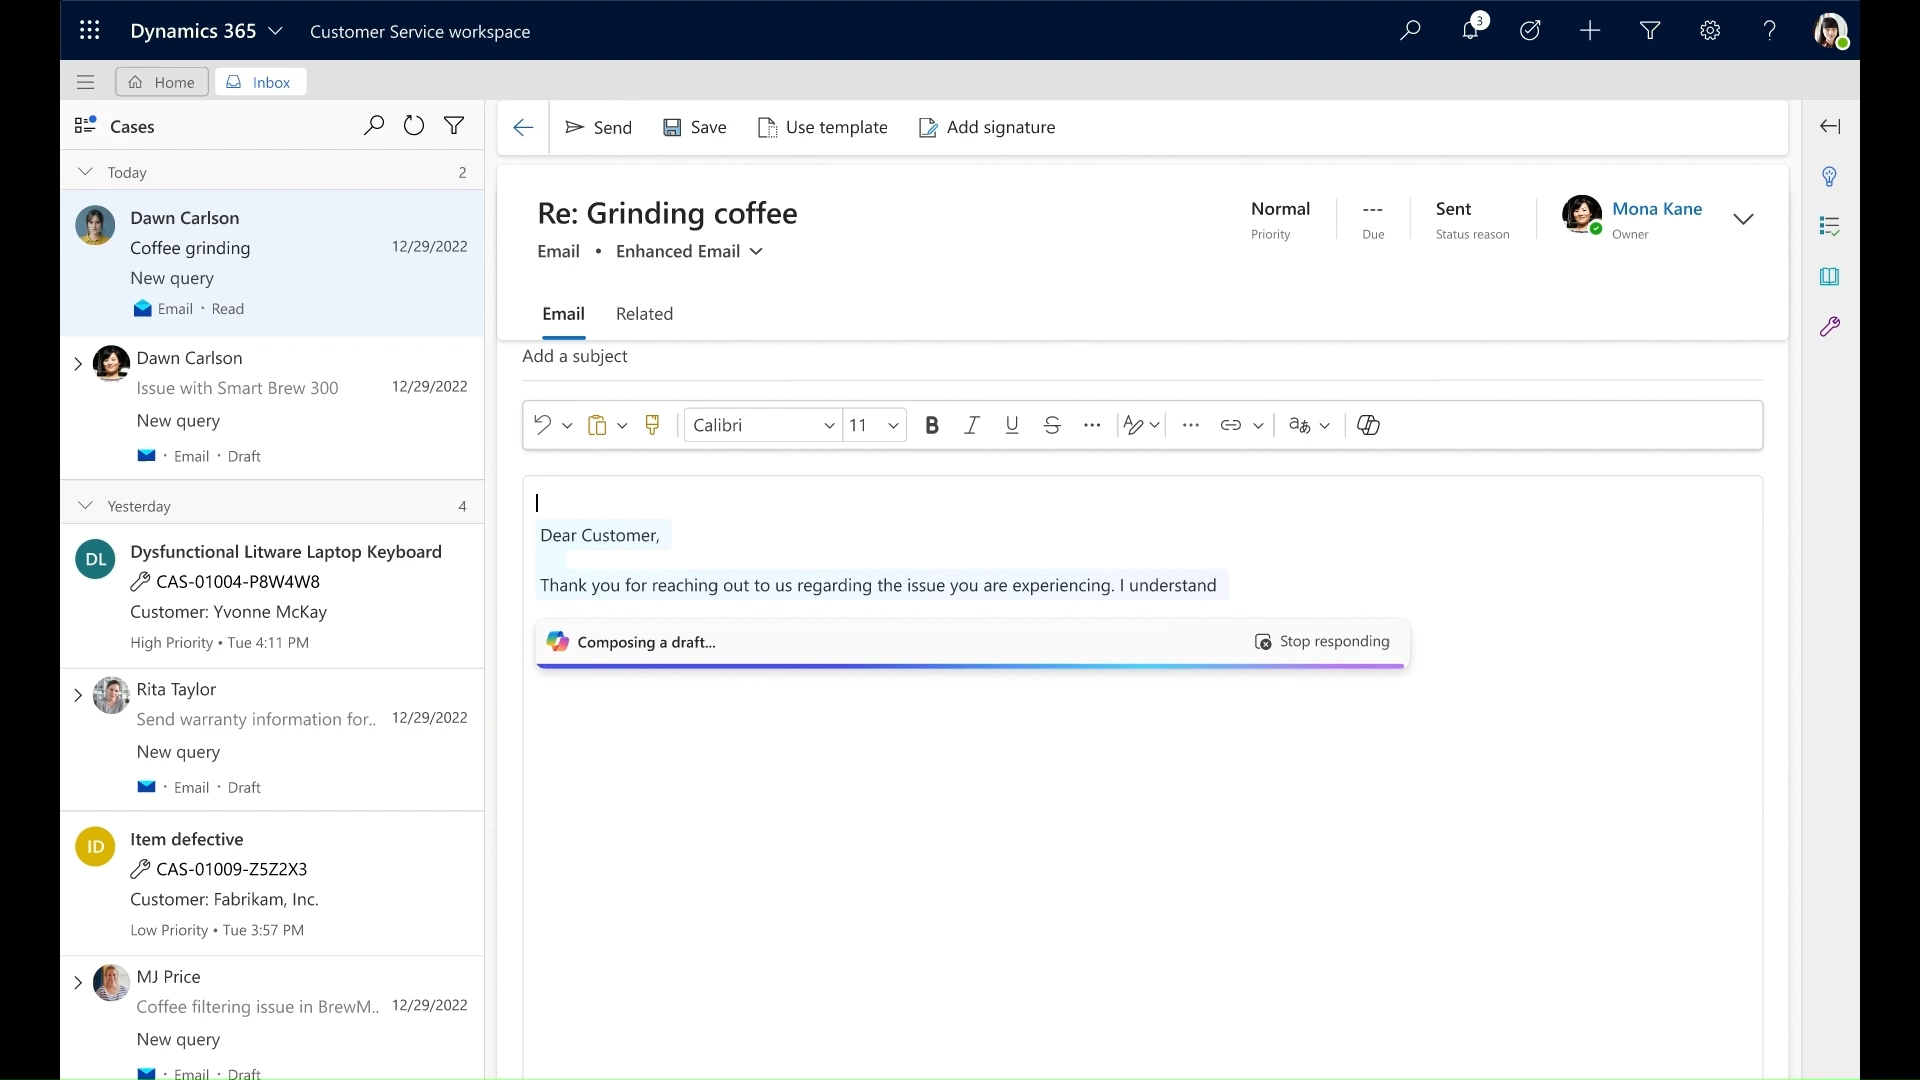 Dynamics 365
Customer Service workspace
3
Home
Inbox
Cases
Today
2
Dawn Carlson
Coffee grinding
12/29/2022
New query
Email · Read
Dawn Carlson
Issue with Smart Brew 300
12/29/2022
New query
· Email · Draft
Yesterday
4
DL
Dysfunctional Litware Laptop Keyboard
CAS-01004-P8W4W8
Customer: Yvonne McKay
High Priority • Tue 4:11 PM
Rita Taylor
Send warranty information for..
12/29/2022
New query
· Email · Draft
ID
Item defective
CAS-01009-Z5Z2X3
Customer: Fabrikam, Inc.
Low Priority • Tue 3:57 PM
MJ Price
Coffee filtering issue in BrewM..
12/29/2022
New query
· Email · Draft
Send
Save
Use template
Add signature
Re: Grinding coffee
Email • Enhanced Email
Normal
Priority
---
Due
Sent
Status reason
Mona Kane
Owner
Email
Related
Add a subject
Calibri
11
Dear Customer,
Thank you for reaching out to us regarding the issue you are experiencing. I understand
Composing a draft...
Stop responding